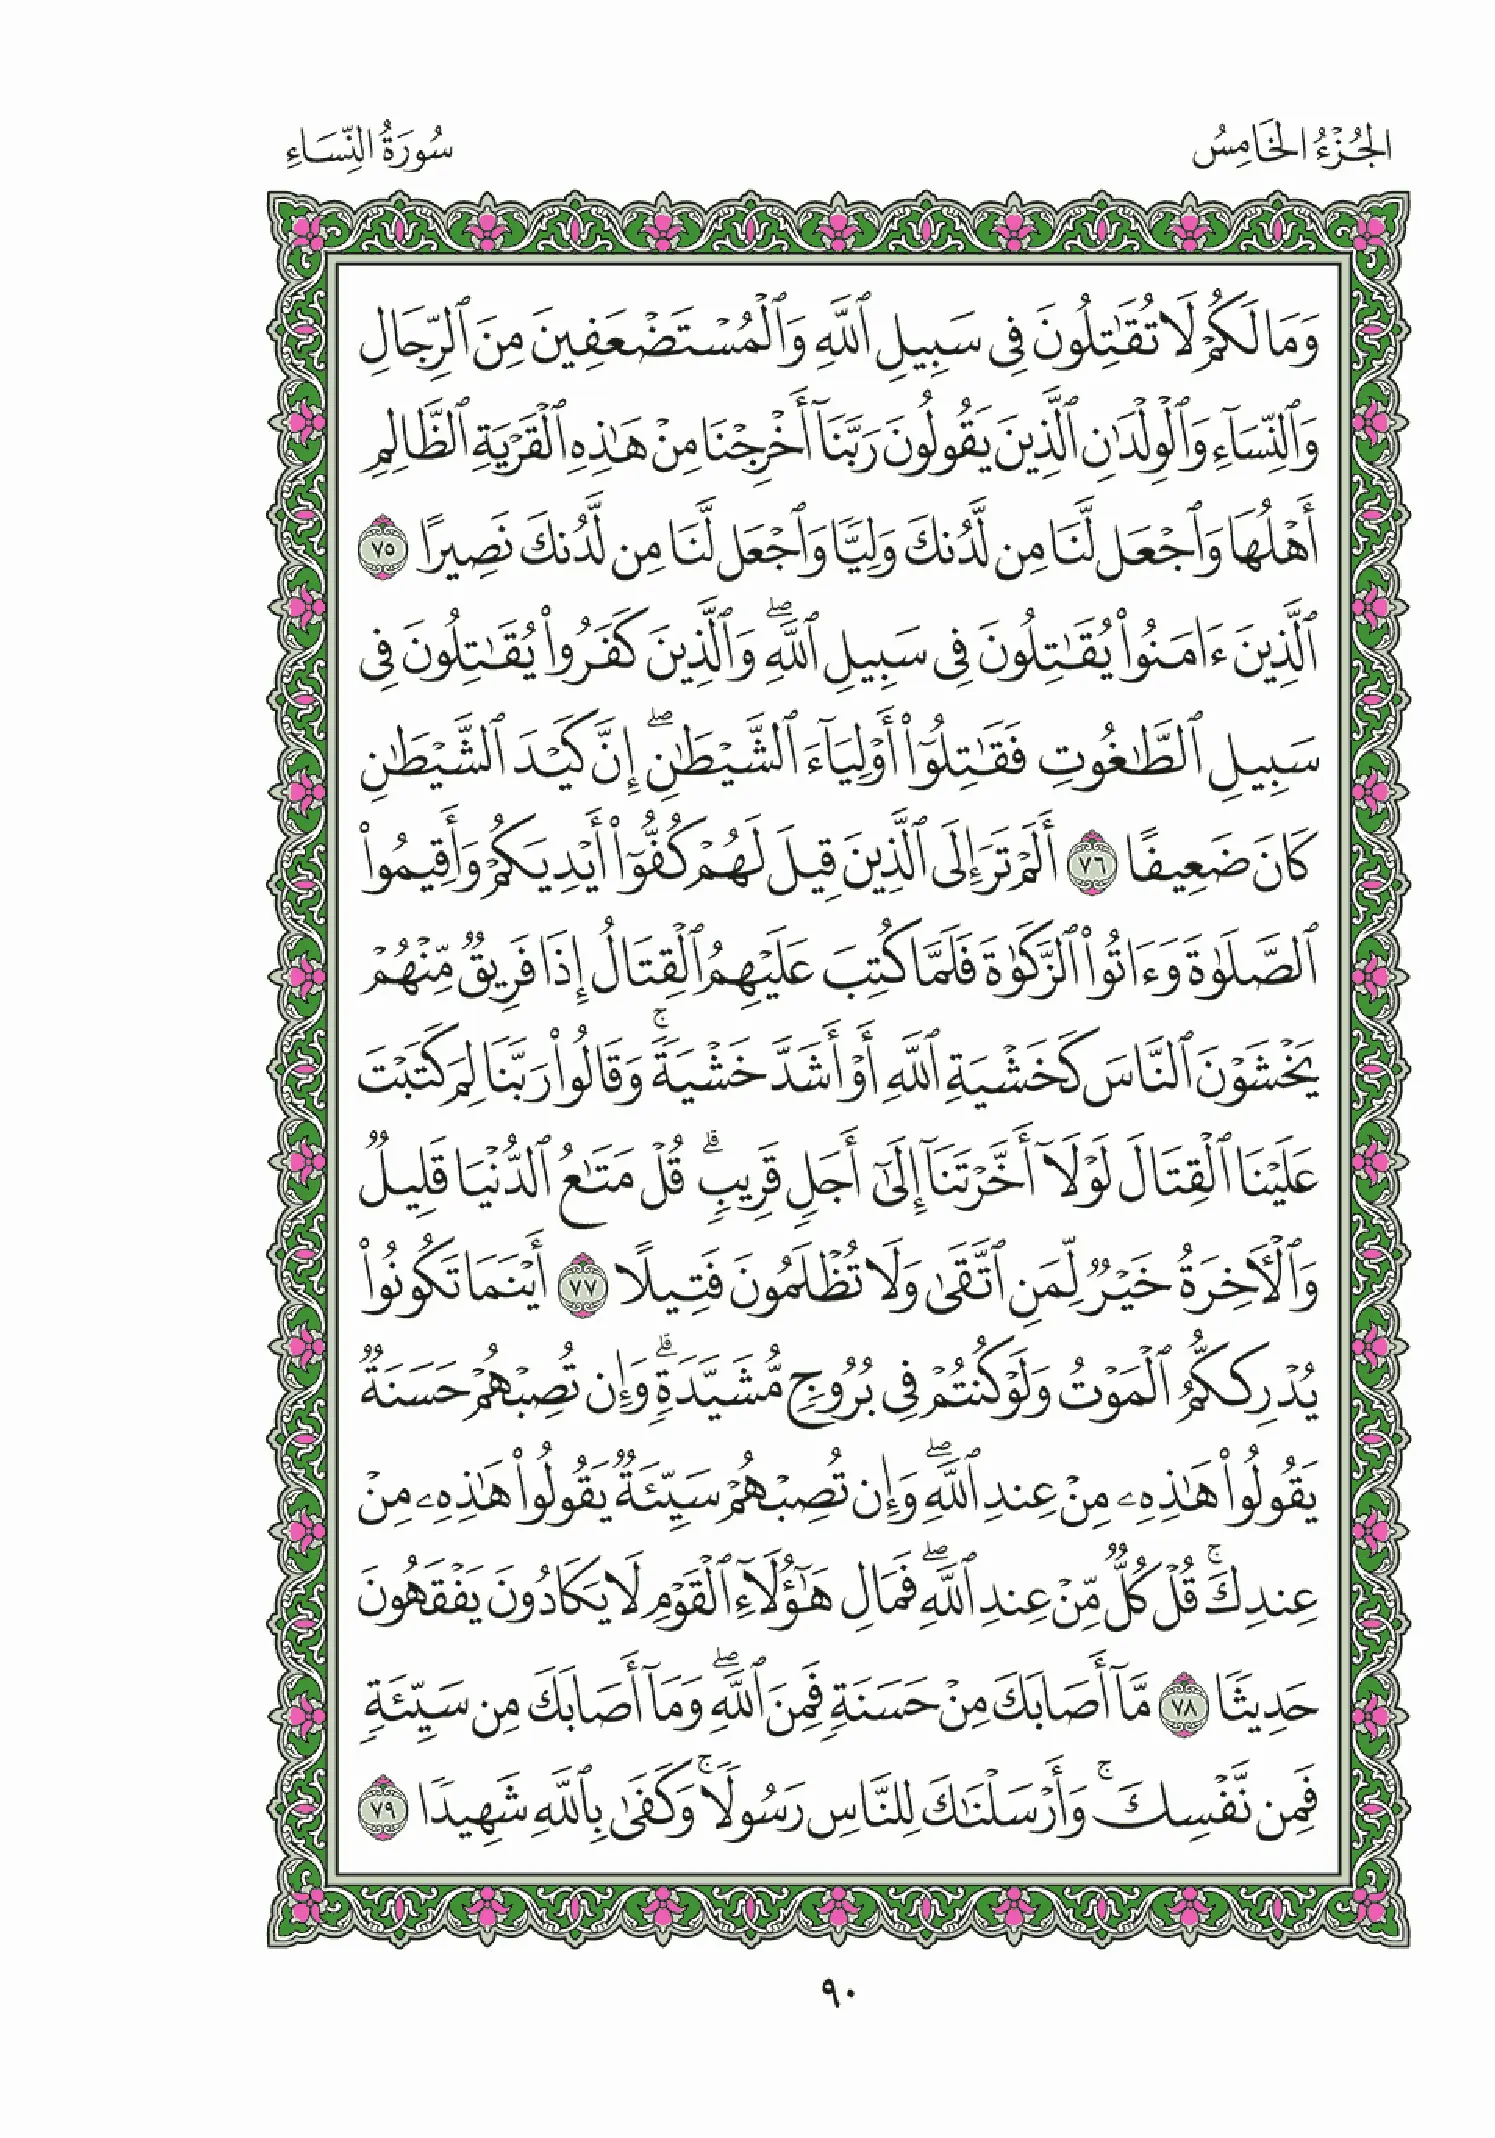 الجُزْءُ الخَامِسُ
سُورَةُ النِّسَاءِ
وَمَا لَكُمْ لَا تُقَٰتِلُونَ فِى سَبِيلِ ٱللَّهِ وَٱلْمُسْتَضْعَفِينَ مِنَ ٱلرِّجَالِ
وَٱلنِّسَآءِ وَٱلْوِلْدَٰنِ ٱلَّذِينَ يَقُولُونَ رَبَّنَآ أَخْرِجْنَا مِنْ هَٰذِهِ ٱلْقَرْيَةِ ٱلظَّالِمِ
أَهْلُهَا وَٱجْعَل لَّنَا مِن لَّدُنكَ وَلِيًّا وَٱجْعَل لَّنَا مِن لَّدُنكَ نَصِيرًا ٧٥
ٱلَّذِينَ ءَامَنُوا۟ يُقَٰتِلُونَ فِى سَبِيلِ ٱللَّهِۖ وَٱلَّذِينَ كَفَرُوا۟ يُقَٰتِلُونَ فِى
سَبِيلِ ٱلطَّٰغُوتِ فَقَٰتِلُوٓا۟ أَوْلِيَآءَ ٱلشَّيْطَٰنِۖ إِنَّ كَيْدَ ٱلشَّيْطَٰنِ
كَانَ ضَعِيفًا ٧٦ أَلَمْ تَرَ إِلَى ٱلَّذِينَ قِيلَ لَهُمْ كُفُّوٓا۟ أَيْدِيَكُمْ وَأَقِيمُوا۟
ٱلصَّلَوٰةَ وَءَاتُوا۟ ٱلزَّكَوٰةَ فَلَمَّا كُتِبَ عَلَيْهِمُ ٱلْقِتَالُ إِذَا فَرِيقٌ مِّنْهُمْ
يَخْشَوْنَ ٱلنَّاسَ كَخَشْيَةِ ٱللَّهِ أَوْ أَشَدَّ خَشْيَةًۚ وَقَالُوا۟ رَبَّنَا لِمَ كَتَبْتَ
عَلَيْنَا ٱلْقِتَالَ لَوْلَآ أَخَّرْتَنَآ إِلَىٰٓ أَجَلٍ قَرِيبٍۗ قُلْ مَتَٰعُ ٱلدُّنْيَا قَلِيلٌ
وَٱلْءَاخِرَةُ خَيْرٌ لِّمَنِ ٱتَّقَىٰ وَلَا تُظْلَمُونَ فَتِيلًا ٧٧ أَيْنَمَا تَكُونُوا۟
يُدْرِككُّمُ ٱلْمَوْتُ وَلَوْ كُنتُمْ فِى بُرُوجٍ مُّشَيَّدَةٍۗ وَإِن تُصِبْهُمْ حَسَنَةٌ
يَقُولُوا۟ هَٰذِهِۦ مِنْ عِندِ ٱللَّهِۖ وَإِن تُصِبْهُمْ سَيِّئَةٌ يَقُولُوا۟ هَٰذِهِۦ مِنْ
عِندِكَۚ قُلْ كُلٌّ مِّنْ عِندِ ٱللَّهِۖ فَمَالِ هَٰٓؤُلَآءِ ٱلْقَوْمِ لَا يَكَادُونَ يَفْقَهُونَ
حَدِيثًا ٧٨ مَّآ أَصَابَكَ مِنْ حَسَنَةٍ فَمِنَ ٱللَّهِۖ وَمَآ أَصَابَكَ مِن سَيِّئَةٍ
فَمِن نَّفْسِكَۚ وَأَرْسَلْنَٰكَ لِلنَّاسِ رَسُولًاۚ وَكَفَىٰ بِٱللَّهِ شَهِيدًا ٧٩
٩٠